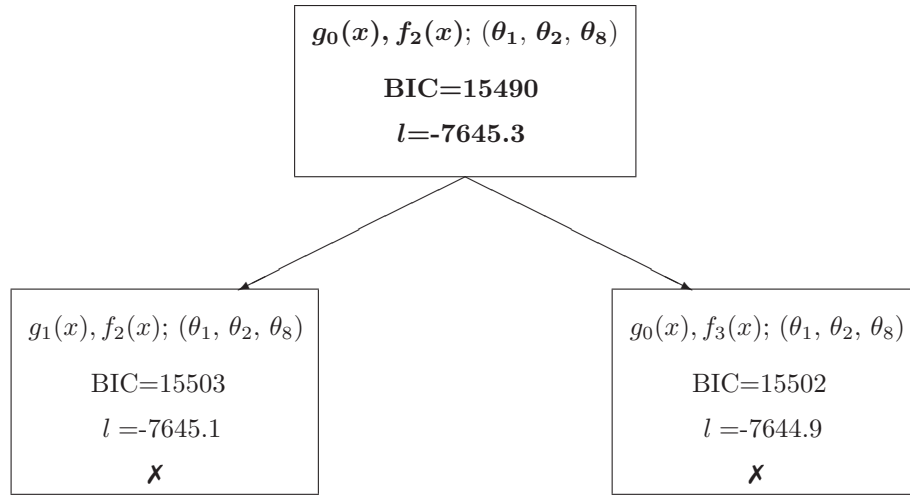 g₀(x), f₂(x); (θ₁, θ₂, θ₈)
BIC=15490
l=-7645.3
g₁(x), f₂(x); (θ₁, θ₂, θ₈)
BIC=15503
l =-7645.1
✗
g₀(x), f₃(x); (θ₁, θ₂, θ₈)
BIC=15502
l =-7644.9
✗